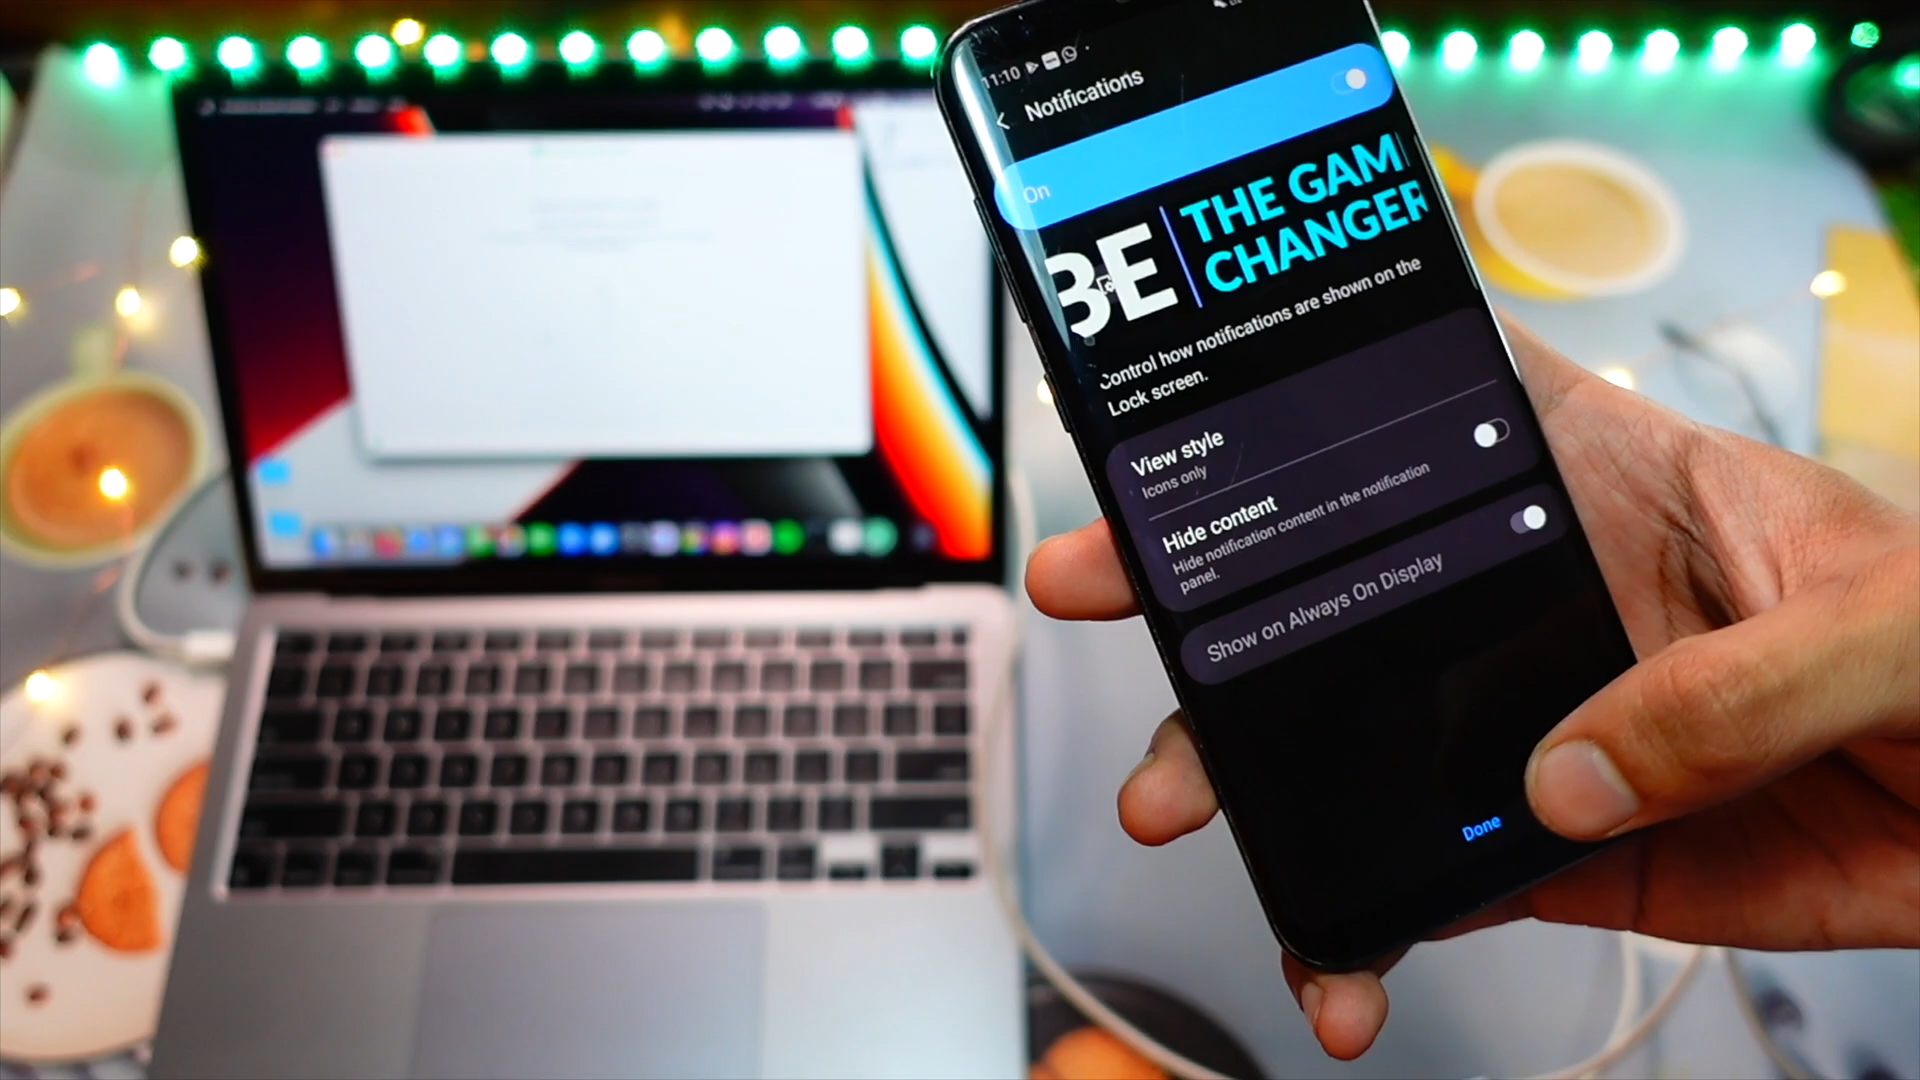 11:10
Notifications
On
BE
THE GAM
CHANGER
Control how notifications are shown on the
Lock screen.
View style
Icons only
Hide content
Hide notification content in the notification
panel.
Show on Always On Display
Done